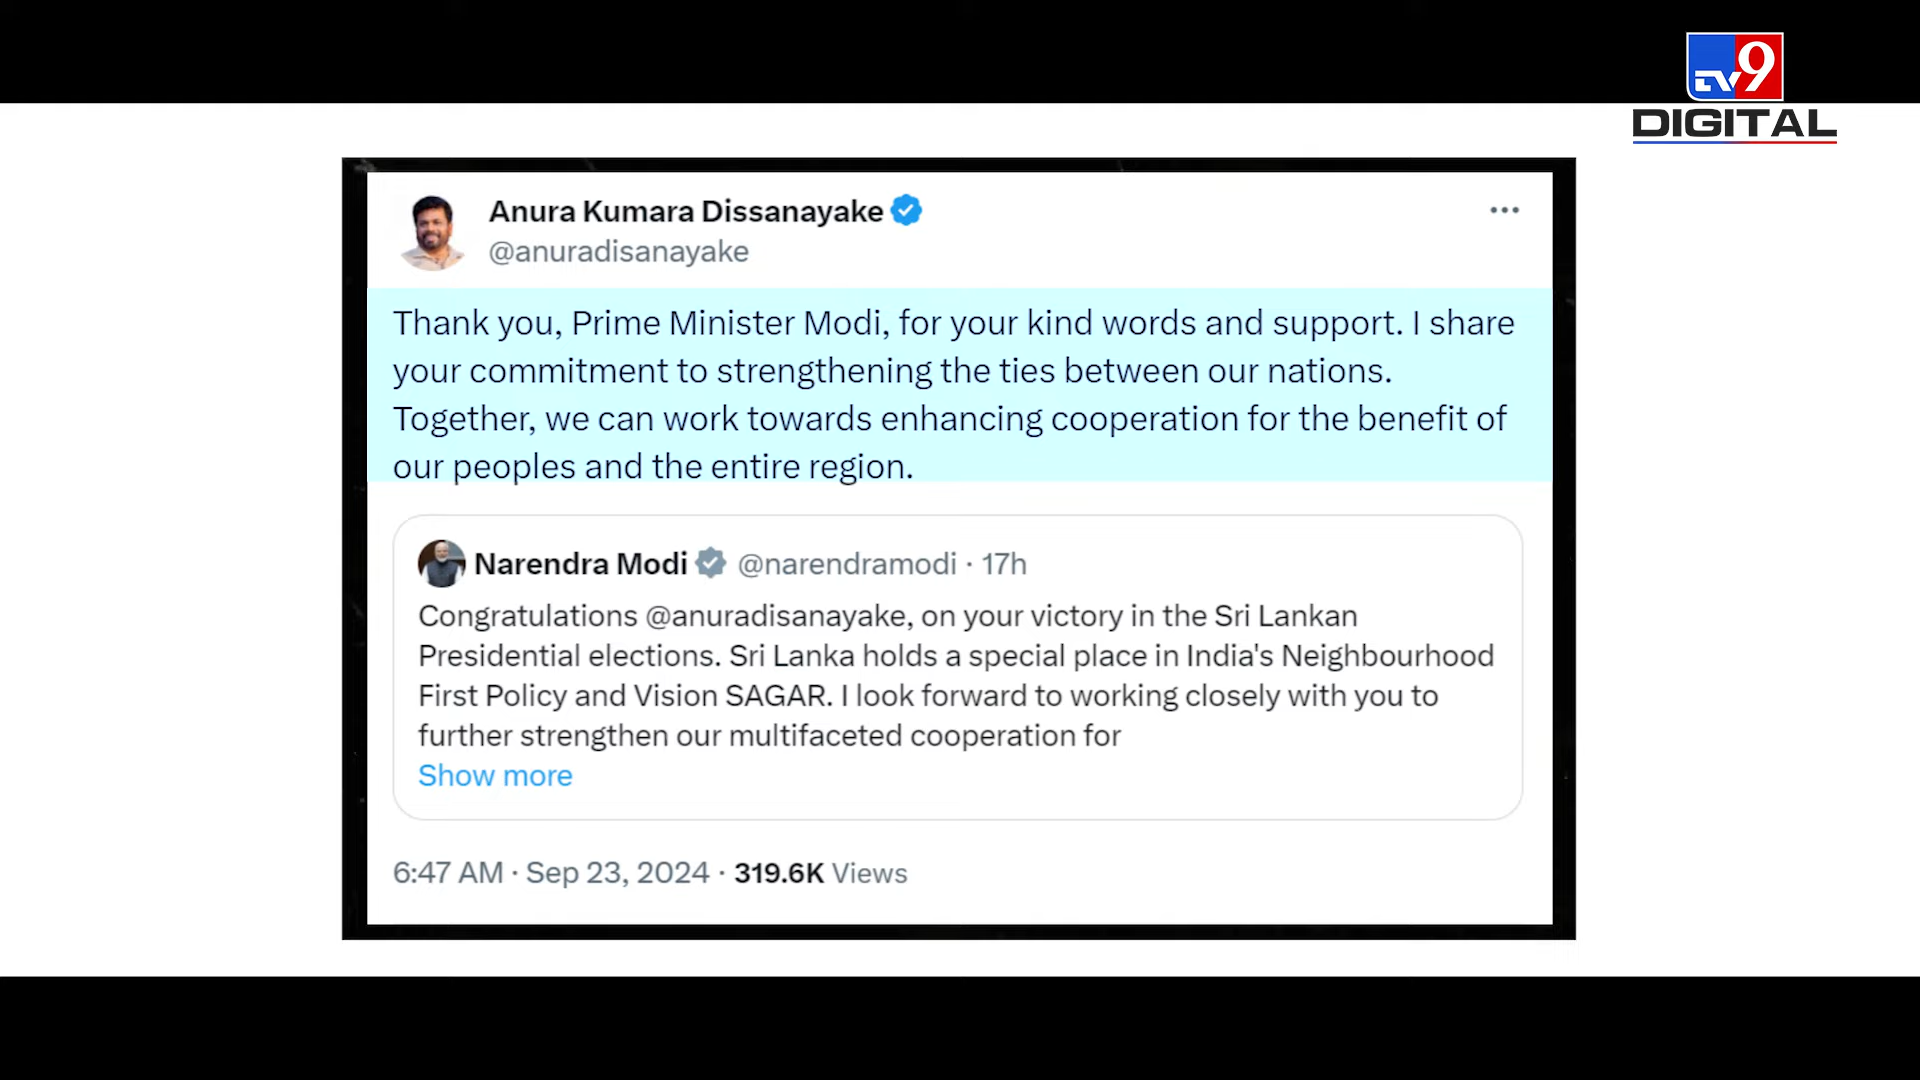 TV9
DIGITAL
Anura Kumara Dissanayake
@anuradisanayake
Thank you, Prime Minister Modi, for your kind words and support. I share
your commitment to strengthening the ties between our nations.
Together, we can work towards enhancing cooperation for the benefit of
our peoples and the entire region.
Narendra Modi @narendramodi · 17h
Congratulations @anuradisanayake, on your victory in the Sri Lankan
Presidential elections. Sri Lanka holds a special place in India's Neighbourhood
First Policy and Vision SAGAR. I look forward to working closely with you to
further strengthen our multifaceted cooperation for
Show more
6:47 AM · Sep 23, 2024 · 319.6K Views